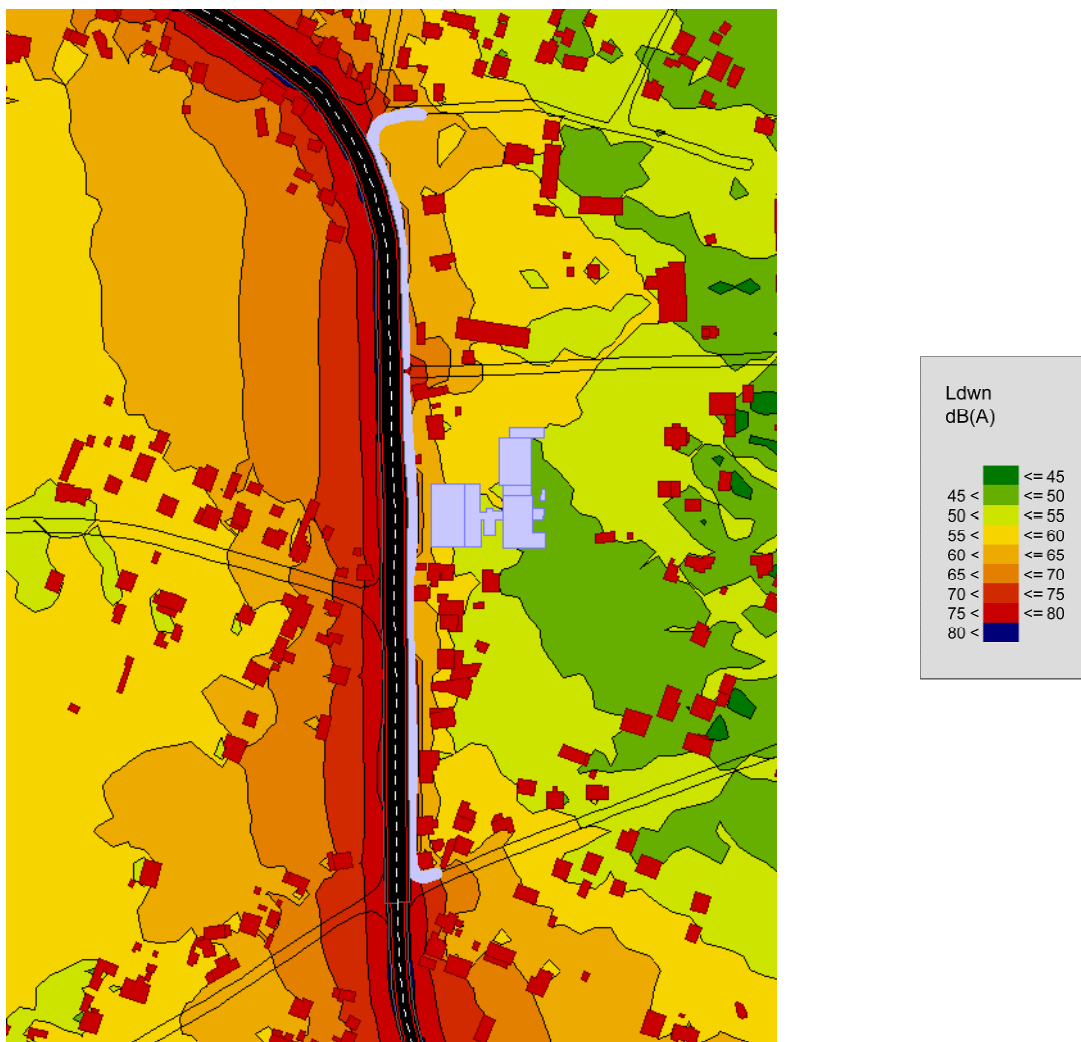 Ldwn
dB(A)
<= 45
45 < <= 50
50 < <= 55
55 < <= 60
60 < <= 65
65 < <= 70
70 < <= 75
75 < <= 80
80 <